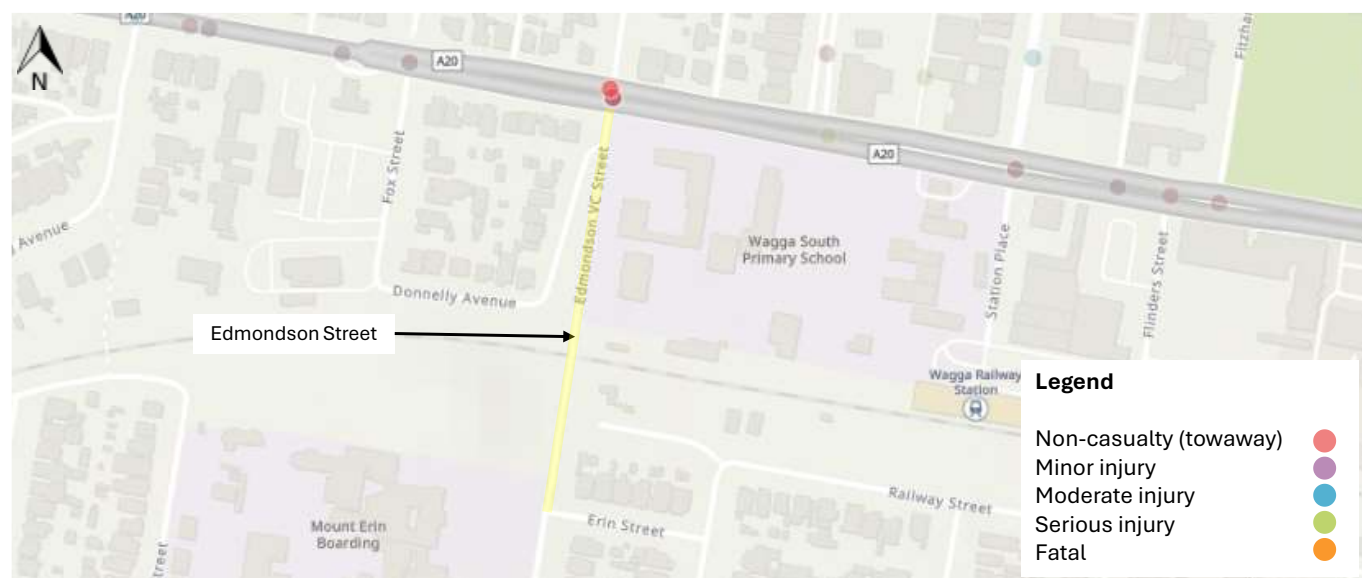 A20
N
A20
Fitzhar
Fox Street
A20
Edmondson VC Street
Avenue
Wagga South
Primary School
Station Place
Flinders Street
Donnelly Avenue
Edmondson Street
Wagga Railway
Station
Legend
Non-casualty (towaway)
Minor injury
Moderate injury
Serious injury
Fatal
Railway Street
Mount Erin
Boarding
Erin Street
treet